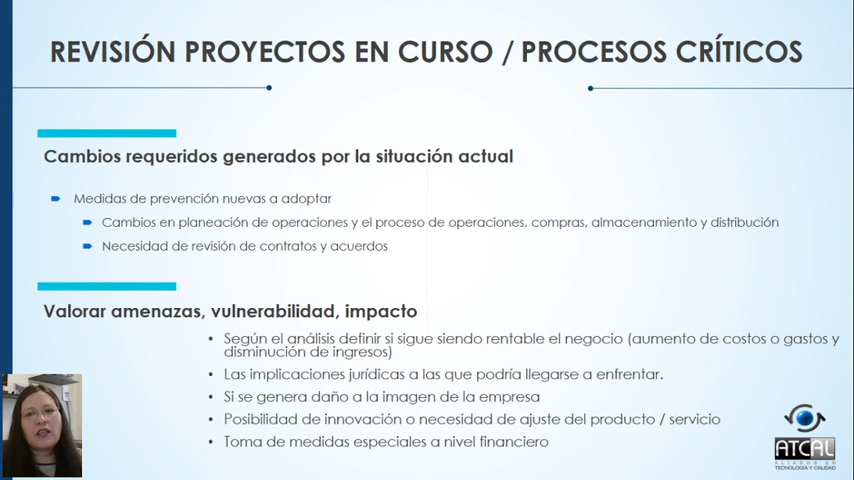 REVISIÓN PROYECTOS EN CURSO / PROCESOS CRÍTICOS
Cambios requeridos generados por la situación actual
Medidas de prevención nuevas a adoptar
Cambios en planeación de operaciones y el proceso de operaciones, compras, almacenamiento y distribución
Necesidad de revisión de contratos y acuerdos
Valorar amenazas, vulnerabilidad, impacto
Según el análisis definir si sigue siendo rentable el negocio (aumento de costos o gastos y
disminución de ingresos)
Las implicaciones jurídicas a las que podría llegarse a enfrentar.
Si se genera daño a la imagen de la empresa
Posibilidad de innovación o necesidad de ajuste del producto / servicio
Toma de medidas especiales a nivel financiero
ATCAL
ALIADOS EN
TECNOLOGÍA Y CALIDAD